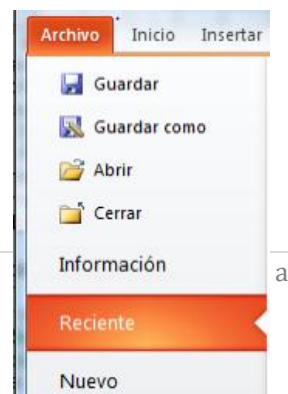 Archivo Inicio Insertar
Guardar
Guardar como
Abrir
Cerrar
Información
a
Reciente
Nuevo